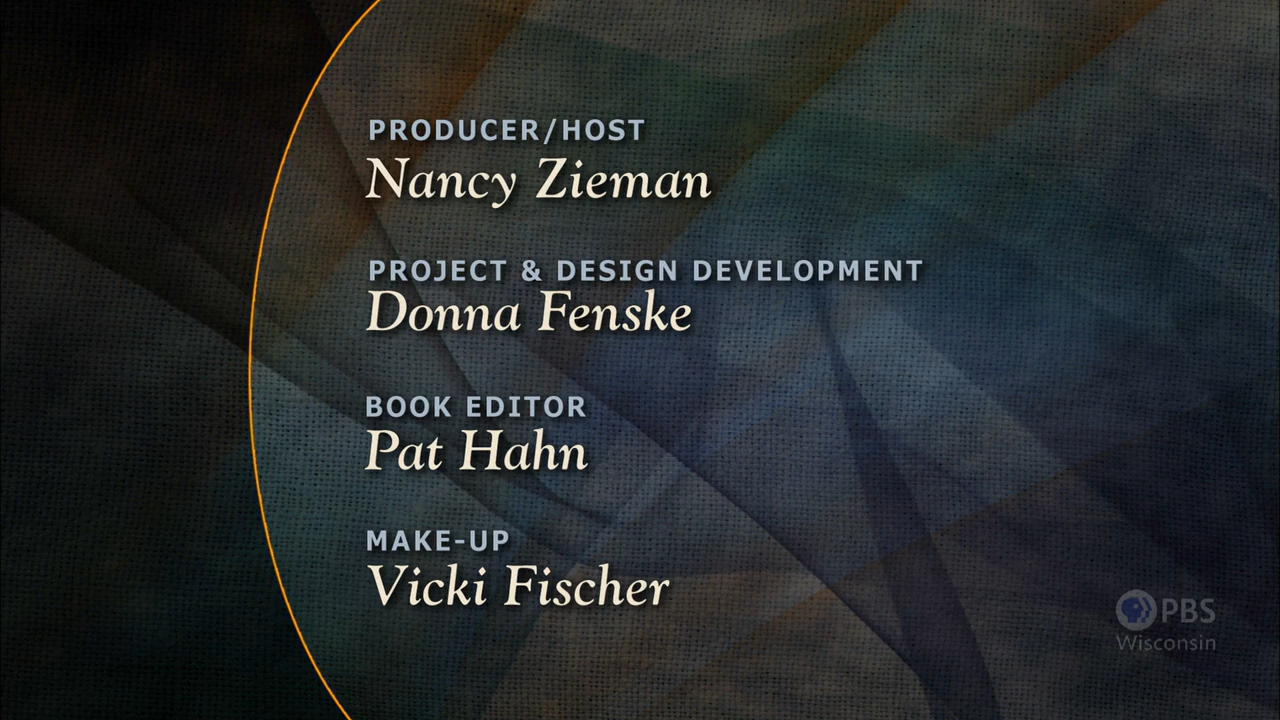 PRODUCER/HOST
Nancy Zieman
PROJECT & DESIGN DEVELOPMENT
Donna Fenske
BOOK EDITOR
Pat Hahn
MAKE-UP
Vicki Fischer
PBS
Wisconsin